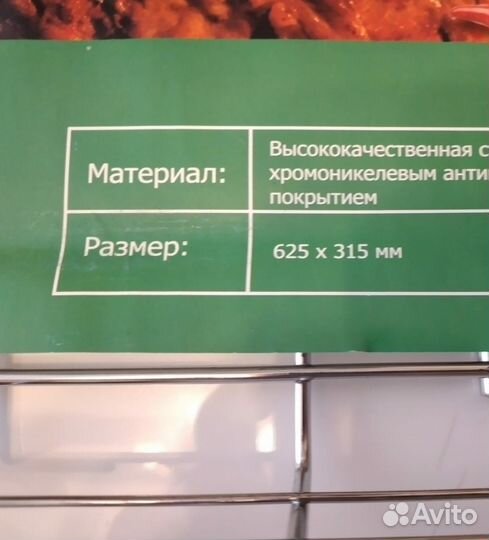 Материал:
Высококачественная
хромоникелевым
покрытием
Размер:
625 x 315 мм
Avito